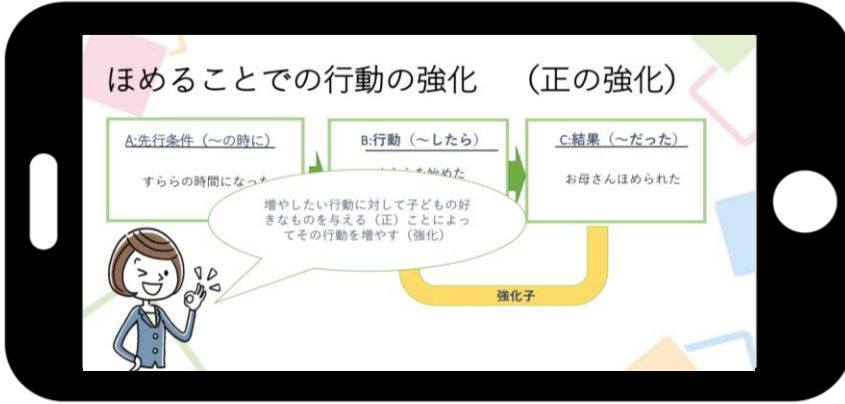 ほめることでの行動の強化　（正の強化）
A:先行条件（～の時に）
B:行動（～したら）
C:結果（～だった）
すららの時間になった
を始めた
お母さんほめられた
増やしたい行動に対して子どもの好
きなものを与える（正）ことによっ
てその行動を増やす（強化）
強化子